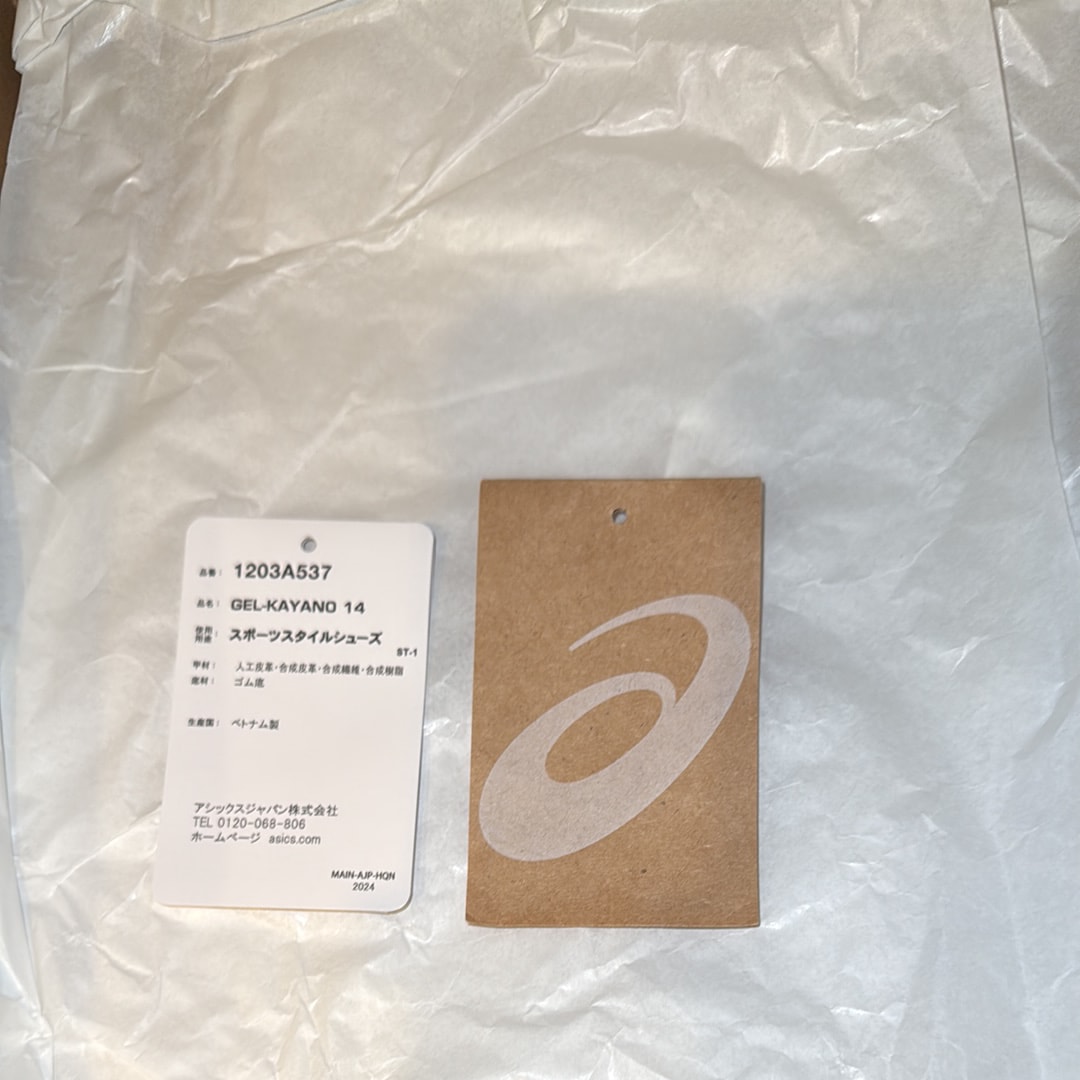 品番: 1203A537
品名: GEL-KAYANO 14
使用用途: スポーツスタイルシューズ
ST-1
甲材: 人工皮革・合成皮革・合成繊維・合成樹脂
底材: ゴム底
生産国: ベトナム製
アシックスジャパン株式会社
TEL 0120-068-806
ホームページ asics.com
MAIN-AJP-HQN
2024